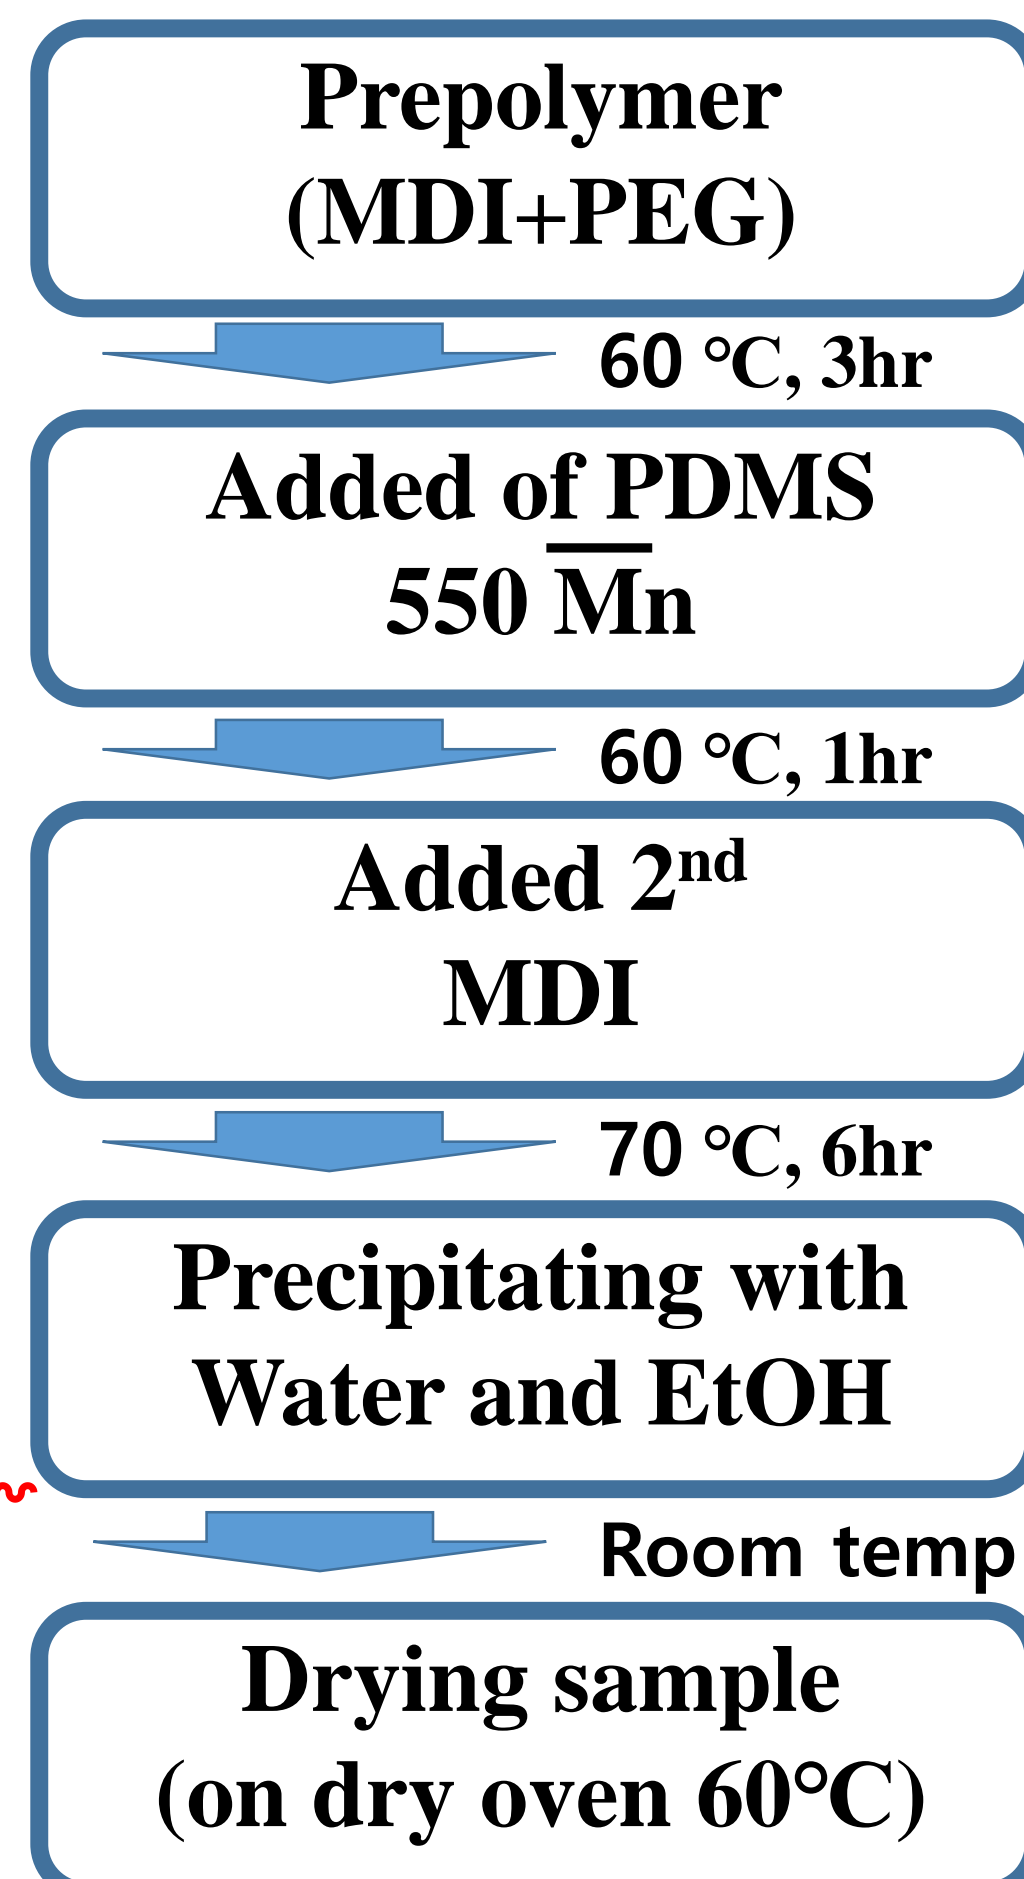 Prepolymer
(MDI+PEG)
60 ℃, 3hr
Added of PDMS
550 M̅n
60 ℃, 1hr
Added 2nd
MDI
70 ℃, 6hr
Precipitating with
Water and EtOH
Room temp
Drying sample
(on dry oven 60℃)